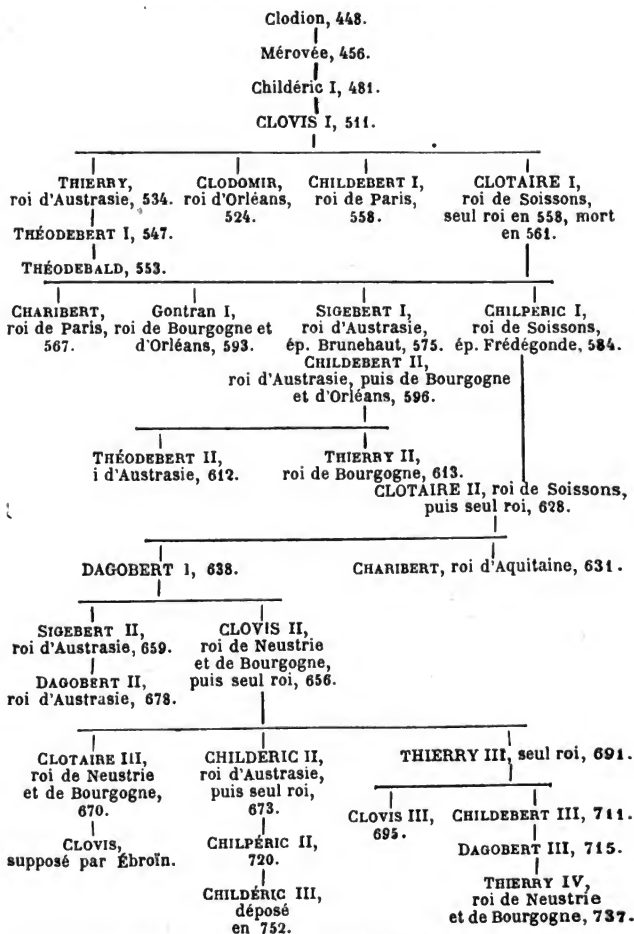 Clodion, 448.
Mérovée, 456.
Childéric I, 481.
CLOVIS I, 511.
THIERRY,
roi d'Austrasie, 534.
THÉODEBERT I, 547.
THÉODEBALD, 553.
CLODOMIR,
roi d'Orléans,
524.
CHILDEBERT I,
roi de Paris,
558.
CLOTAIRE I,
roi de Soissons,
seul roi en 558, mort
en 561.
CHARIBERT,
roi de Paris,
567.
Gontran I,
roi de Bourgogne et
d'Orléans, 593.
SIGEBERT I,
roi d'Austrasie,
ép. Brunehaut, 575.
CHILDEBERT II,
roi d'Austrasie, puis de Bourgogne
et d'Orléans, 596.
CHILPERIC I,
roi de Soissons,
ép. Frédégonde, 584.
THÉODEBERT II,
i d'Austrasie, 612.
THIERRY II,
roi de Bourgogne, 613.
CLOTAIRE II, roi de Soissons,
puis seul roi, 628.
DAGOBERT I, 638.
CHARIBERT, roi d'Aquitaine, 631.
SIGEBERT II,
roi d'Austrasie, 659.
DAGOBERT II,
roi d'Austrasie, 678.
CLOVIS II,
roi de Neustrie
et de Bourgogne,
puis seul roi, 656.
CLOTAIRE III,
roi de Neustrie
et de Bourgogne,
670.
CLOVIS,
supposé par Ébroïn.
CHILDÉRIC II,
roi d'Austrasie,
puis seul roi,
673.
CHILPÉRIC II,
720.
CHILDÉRIC III,
déposé
en 752.
THIERRY III, seul roi, 691.
CLOVIS III,
695.
CHILDEBERT III, 711.
DAGOBERT III, 715.
THIERRY IV,
roi de Neustrie
et de Bourgogne, 737.